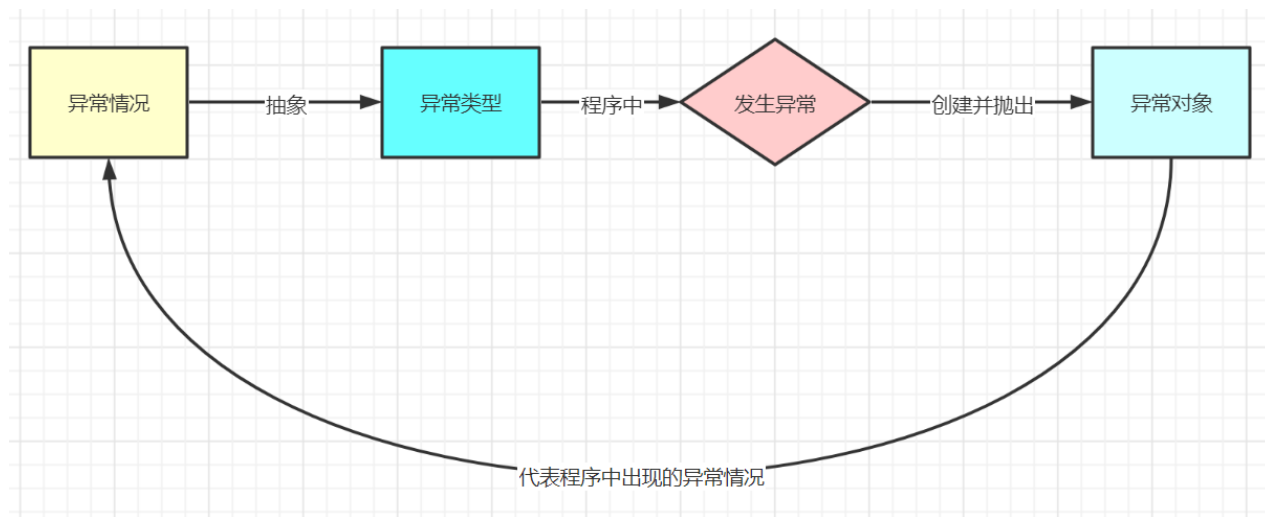 异常情况
抽象
异常类型
程序中
发生异常
创建并抛出
异常对象
代表程序中出现的异常情况